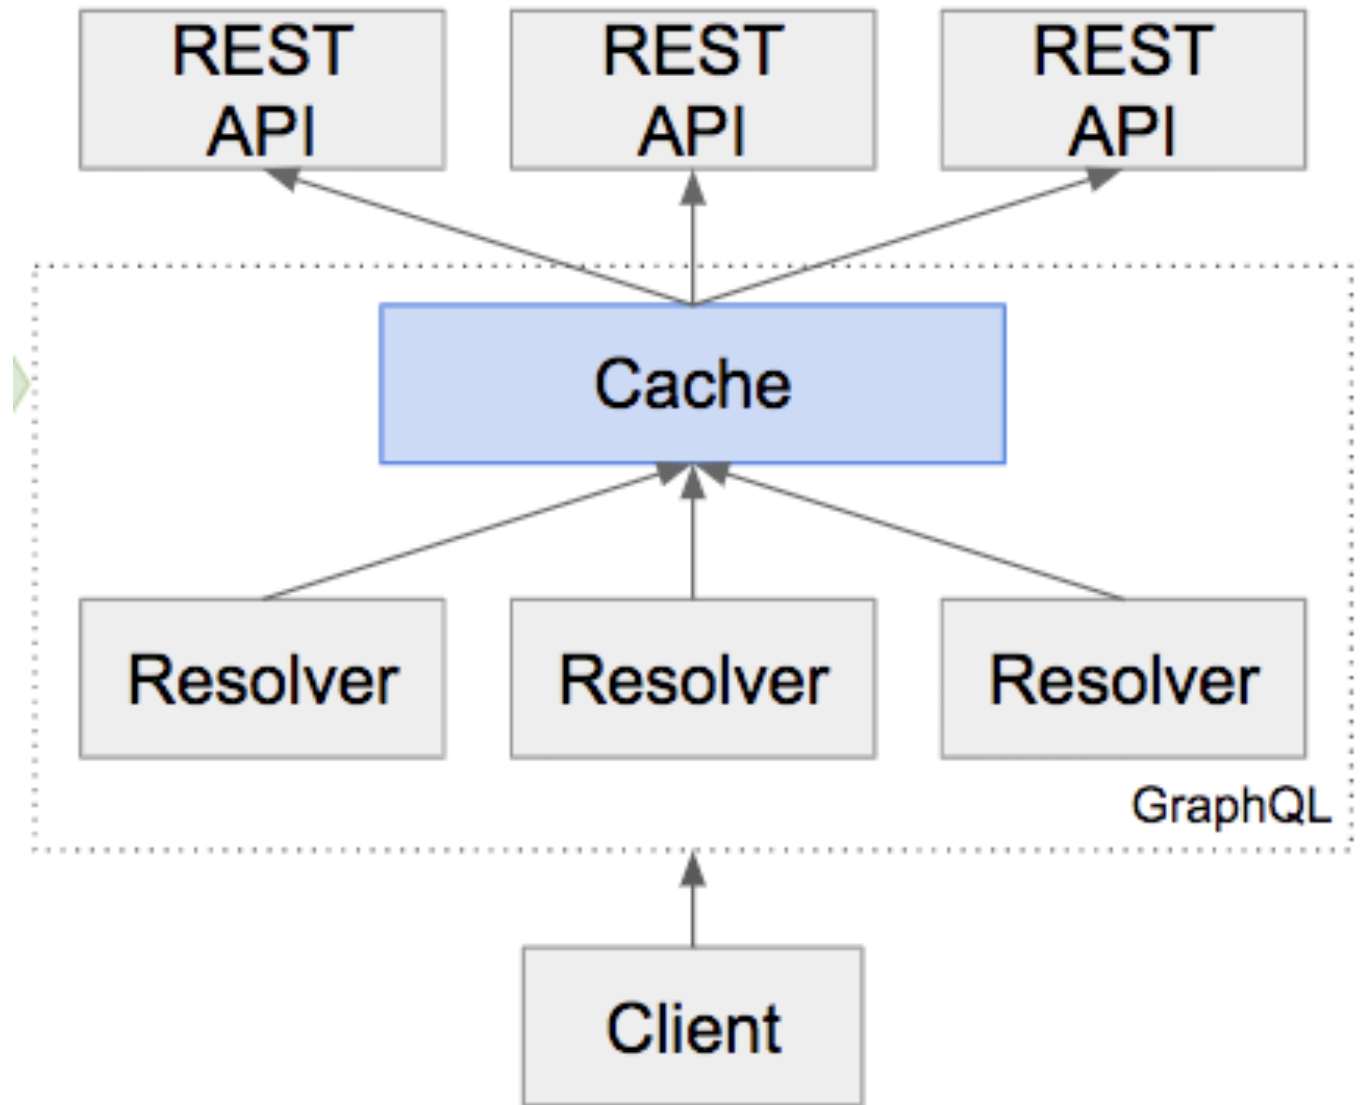 REST
API
REST
API
REST
API
Cache
Resolver
Resolver
Resolver
GraphQL
Client